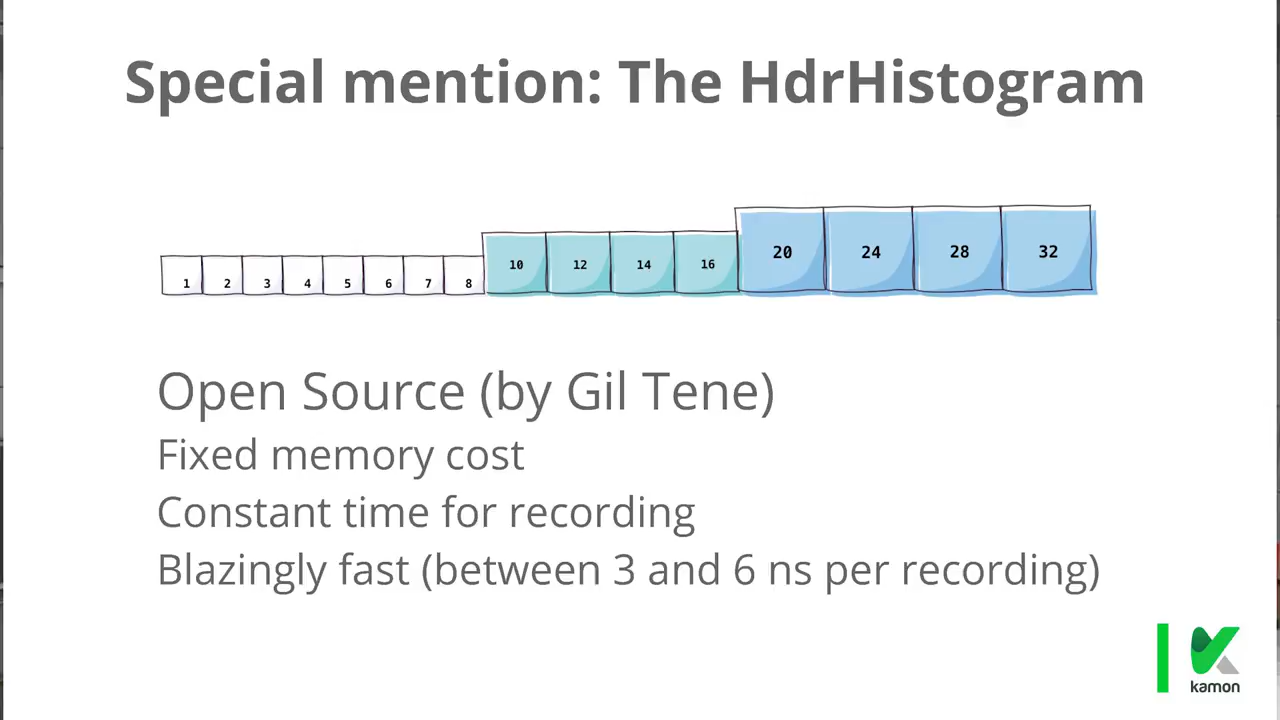 Special mention: The HdrHistogram
1 2 3 4 5 6 7 8 10 12 14 16 20 24 28 32
Open Source (by Gil Tene)
Fixed memory cost
Constant time for recording
Blazingly fast (between 3 and 6 ns per recording)
kamon